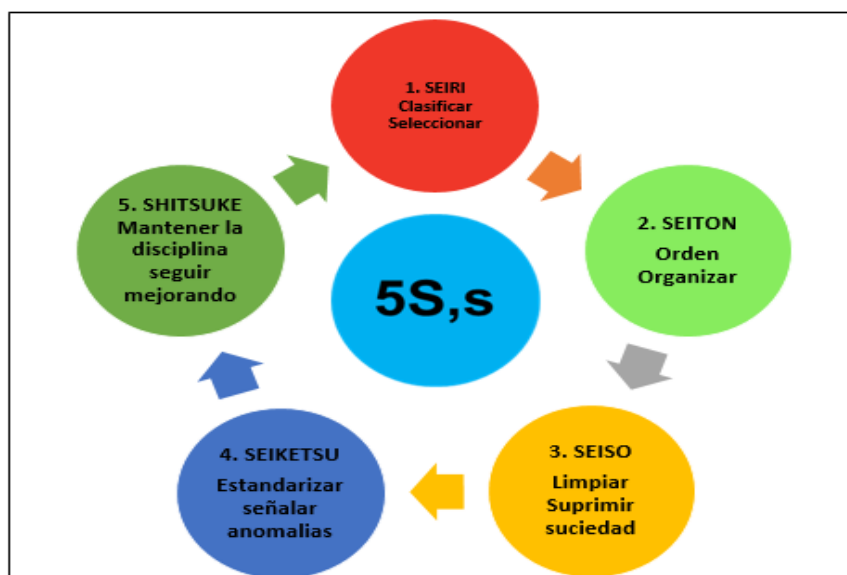 1. SEIRI
Clasificar
Seleccionar
2. SEITON
Orden
Organizar
3. SEISO
Limpiar
Suprimir
suciedad
4. SEIKETSU
Estandarizar
señalar
anomalias
5. SHITSUKE
Mantener la
disciplina
seguir
mejorando
5S,s